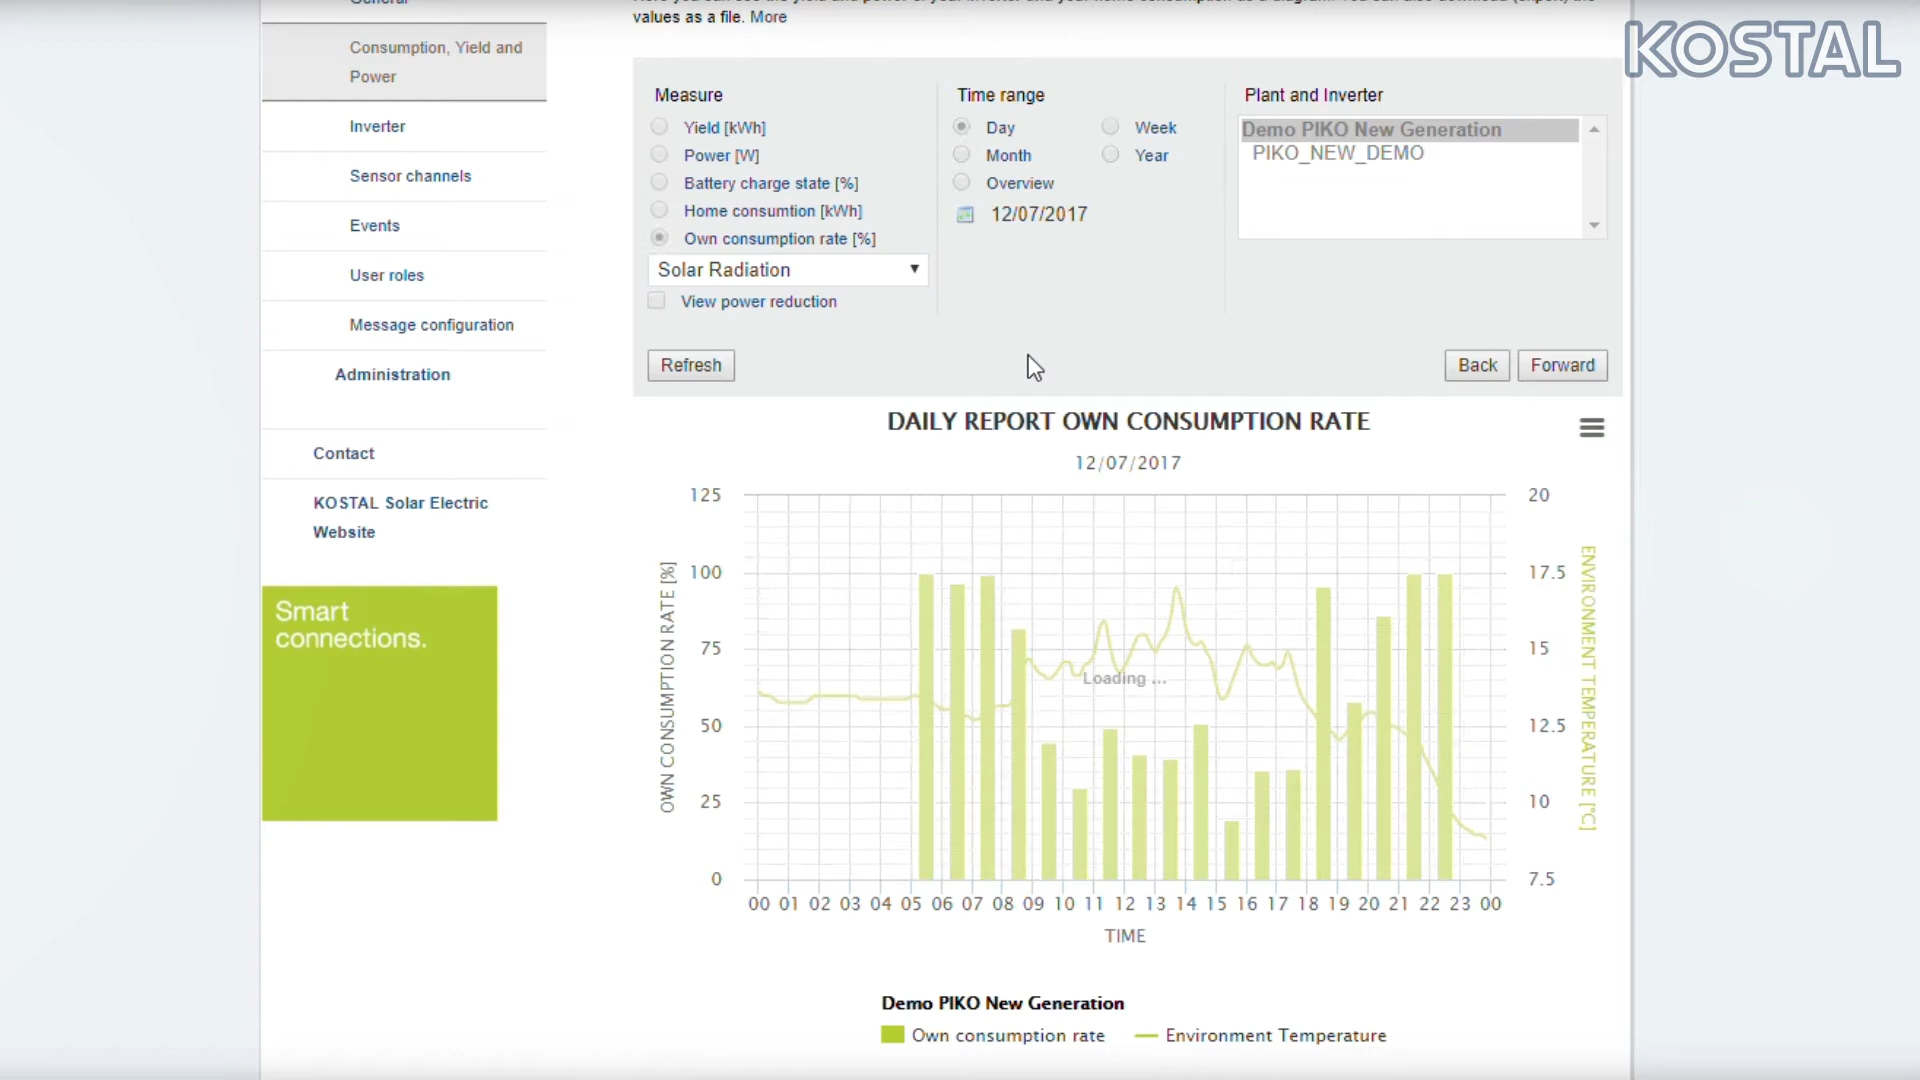 General
Consumption, Yield and
Power
Inverter
Sensor channels
Events
User roles
Message configuration
Administration
Contact
KOSTAL Solar Electric
Website
Smart
connections.
values as a file. More
KOSTAL
Measure
Yield [kWh]
Power [W]
Battery charge state [%]
Home consumtion [kWh]
Own consumption rate [%]
Solar Radiation
View power reduction
Time range
Day
Week
Month
Year
Overview
12/07/2017
Plant and Inverter
Demo PIKO New Generation
PIKO_NEW_DEMO
Refresh
Back
Forward
DAILY REPORT OWN CONSUMPTION RATE
12/07/2017
OWN CONSUMPTION RATE [%]
125
100
75
50
25
0
Loading ...
20
17.5
15
12.5
10
7.5
ENVIRONMENT TEMPERATURE [°C]
00 01 02 03 04 05 06 07 08 09 10 11 12 13 14 15 16 17 18 19 20 21 22 23 00
TIME
Demo PIKO New Generation
Own consumption rate
Environment Temperature